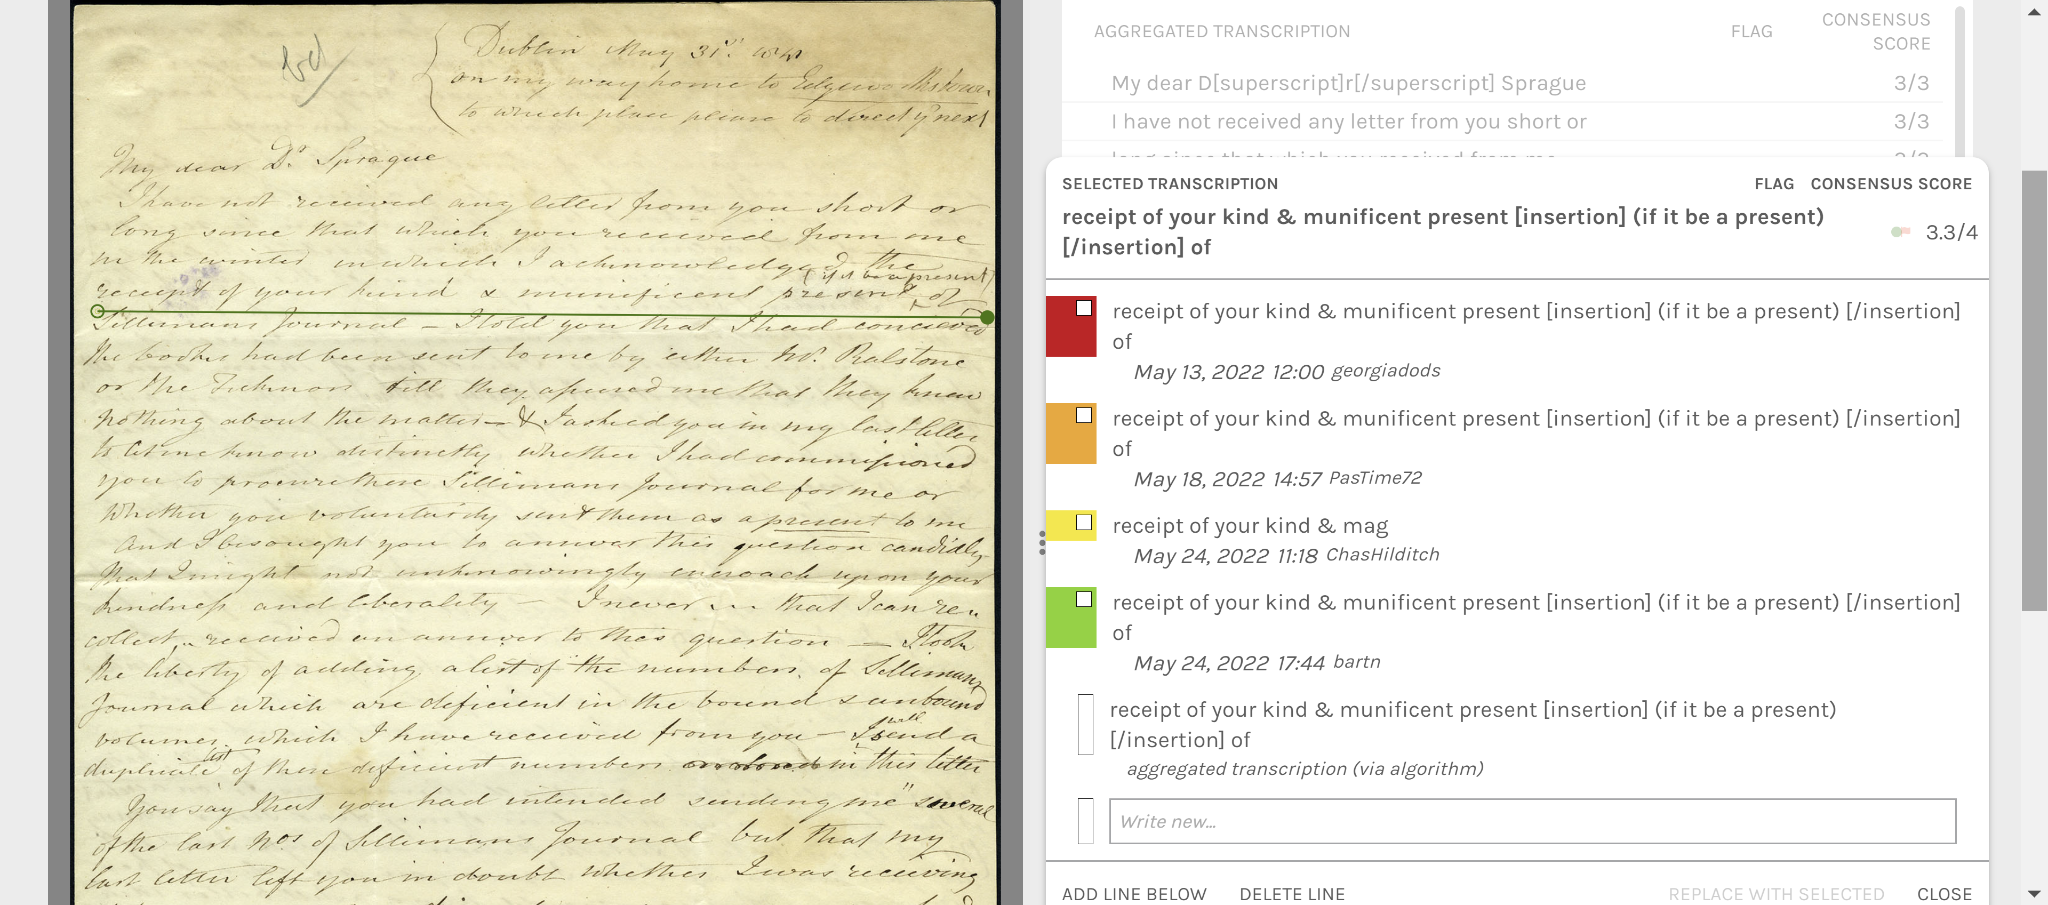 Dublin May 31st
on my way home to Edgeworthstown
to which place please to direct yr next
My dear Dr. Sprague
I have not received any letter from you short or
long since that which you received from me
in the winter in which I acknowledged the
(if it be a present)
receipt of your kind & munificent present of
Sillimans Journal – I told you that I had conceived
the books had been sent to me by either Mr. Ralstone
or the Ticknors till they assured me that they knew
nothing about the matter – & I asked you in my last letter
to let me know distinctly whether I had commissioned
you to procure these Sillimans Journal for me or
whether you voluntarily sent them as a present to me
And I besought you to answer this question candidly
that I might not unknowingly encroach upon your
kindness and liberality – I never that I can re-
collect received an answer to this question — I took
the liberty of adding a list of the numbers of Sillimans
Journal which are deficient in the bound & unbound
volumes which I have received from you – I
will
send a
duplicate
list
of these deficient numbers in this letter
You say that you had intended sending me "several
of the last Nos of Sillimans Journal but that my
last letter left you in doubt whether I was receiving
AGGREGATED TRANSCRIPTION FLAG CONSENSUS SCORE
My dear D[superscript]r[/superscript] Sprague 3/3
I have not received any letter from you short or 3/3
long since that which you received from me 3/3
SELECTED TRANSCRIPTION FLAG CONSENSUS SCORE
receipt of your kind & munificent present [insertion] (if it be a present)
[/insertion] of 3.3/4
receipt of your kind & munificent present [insertion] (if it be a present) [/insertion]
of
May 13, 2022 12:00 georgiadods
receipt of your kind & munificent present [insertion] (if it be a present) [/insertion]
of
May 18, 2022 14:57 PasTime72
receipt of your kind & mag
May 24, 2022 11:18 ChasHilditch
receipt of your kind & munificent present [insertion] (if it be a present) [/insertion]
of
May 24, 2022 17:44 bartn
receipt of your kind & munificent present [insertion] (if it be a present)
[/insertion] of
aggregated transcription (via algorithm)
Write new...
ADD LINE BELOW DELETE LINE REPLACE WITH SELECTED CLOSE